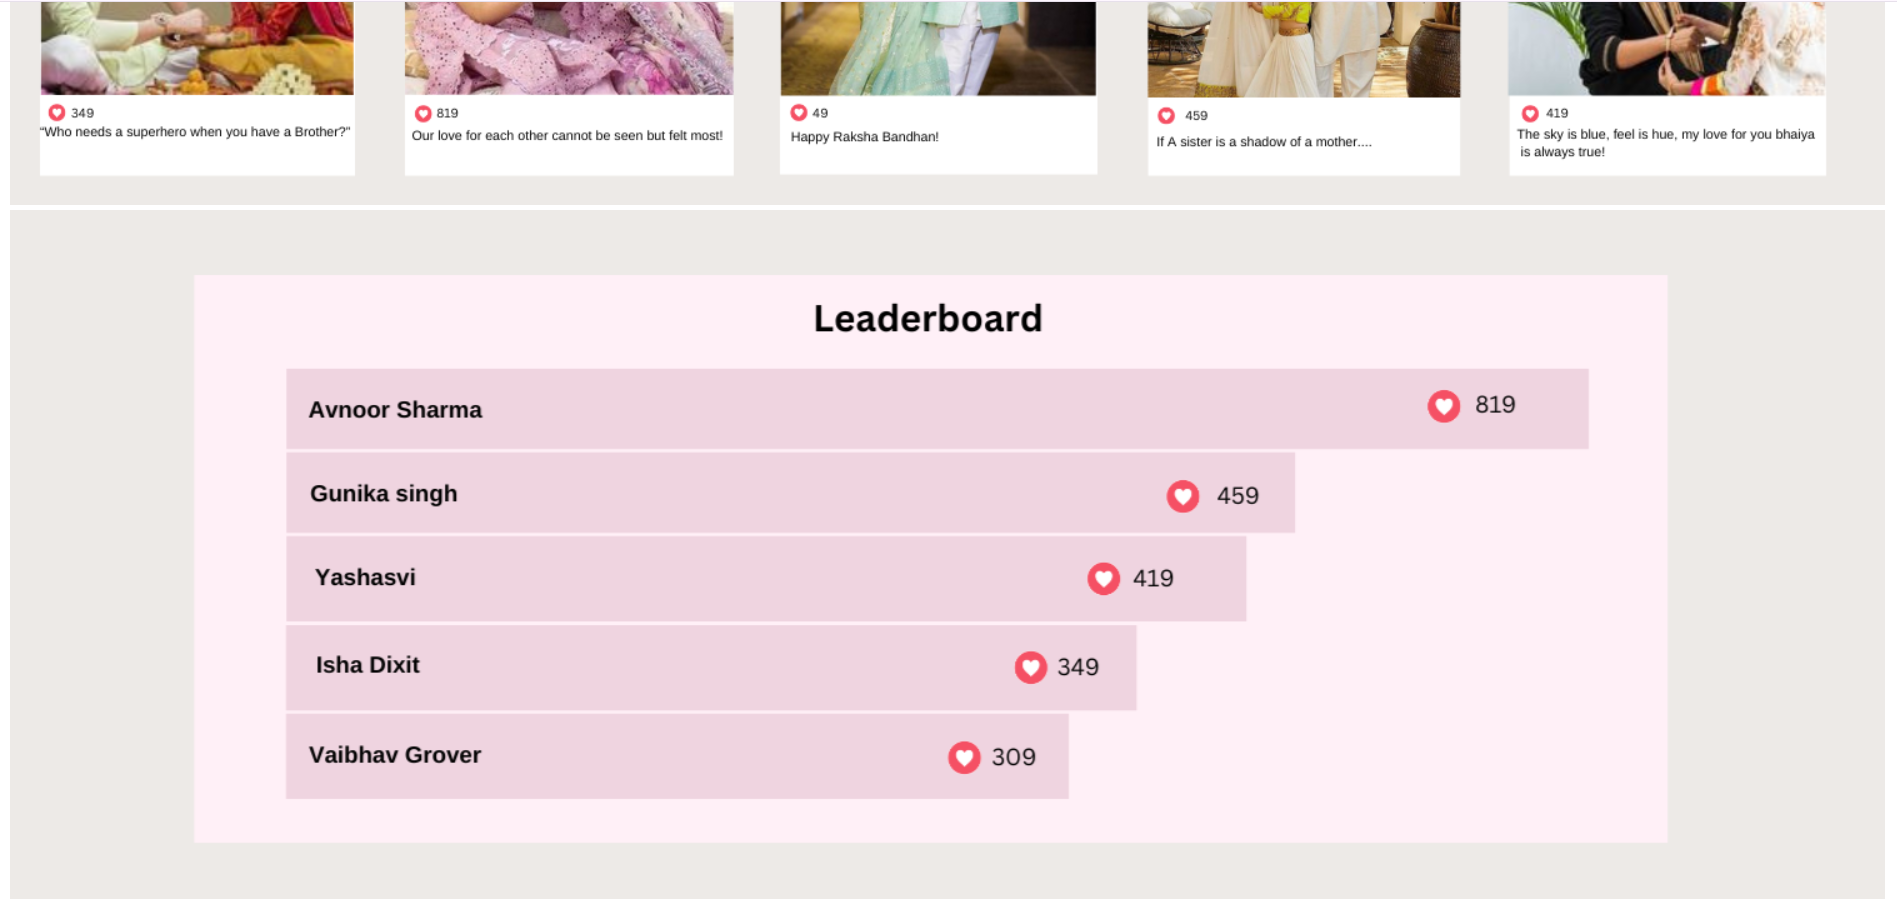 349
“Who needs a superhero when you have a Brother?”
819
Our love for each other cannot be seen but felt most!
49
Happy Raksha Bandhan!
459
If A sister is a shadow of a mother....
419
The sky is blue, feel is hue, my love for you bhaiya
is always true!
Leaderboard
Avnoor Sharma 819
Gunika singh 459
Yashasvi 419
Isha Dixit 349
Vaibhav Grover 309